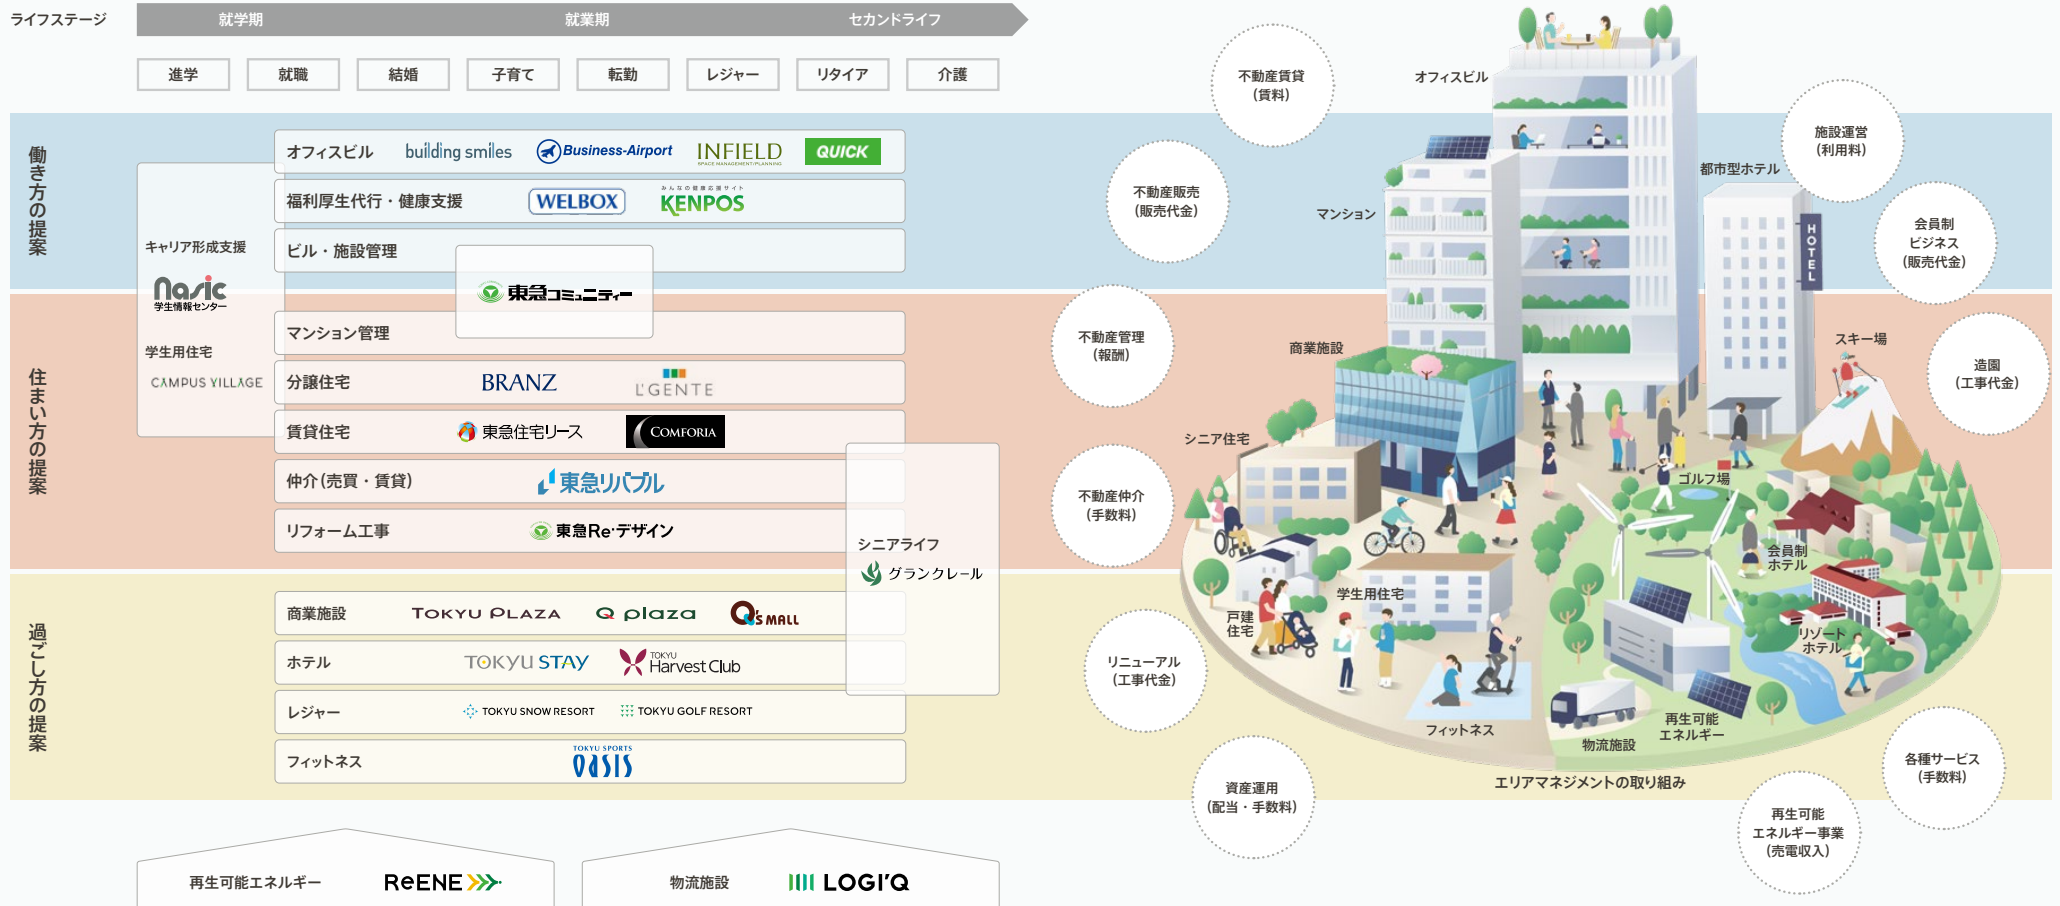 ライフステージ
就学期
就業期
セカンドライフ
進学
就職
結婚
子育て
転勤
レジャー
リタイア
介護
働き方の提案
キャリア形成支援
Nasic
学生情報センター
学生用住宅
CAMPUS VILLAGE
オフィスビル
building smiles
Business-Airport
INFIELD
SPACE MANAGEMENT/PLANNING
QUICK
福利厚生代行・健康支援
WELBOX
みんなの健康応援サイト
KENPOS
ビル・施設管理
東急コミュニティー
住まい方の提案
マンション管理
分譲住宅
BRANZ
L'GENTE
賃貸住宅
東急住宅リース
COMFORIA
仲介(売買・賃貸)
東急リバブル
リフォーム工事
東急Re・デザイン
シニアライフ
グランクレール
過ごし方の提案
商業施設
TOKYU PLAZA
Q plaza
Q'S MALL
ホテル
TOKYU STAY
TOKYU
Harvest Club
レジャー
TOKYU SNOW RESORT
TOKYU GOLF RESORT
フィットネス
TOKYU SPORTS
OASIS
再生可能エネルギー
ReENE
物流施設
LOGI'Q
不動産賃貸
(賃料)
不動産販売
(販売代金)
不動産管理
(報酬)
不動産仲介
(手数料)
リニューアル
(工事代金)
資産運用
(配当・手数料)
施設運営
(利用料)
会員制
ビジネス
(販売代金)
造園
(工事代金)
各種サービス
(手数料)
再生可能
エネルギー事業
(売電収入)
オフィスビル
マンション
都市型ホテル
HOTEL
商業施設
スキー場
シニア住宅
ゴルフ場
会員制
ホテル
学生用住宅
戸建
住宅
リゾート
ホテル
フィットネス
物流施設
再生可能
エネルギー
エリアマネジメントの取り組み